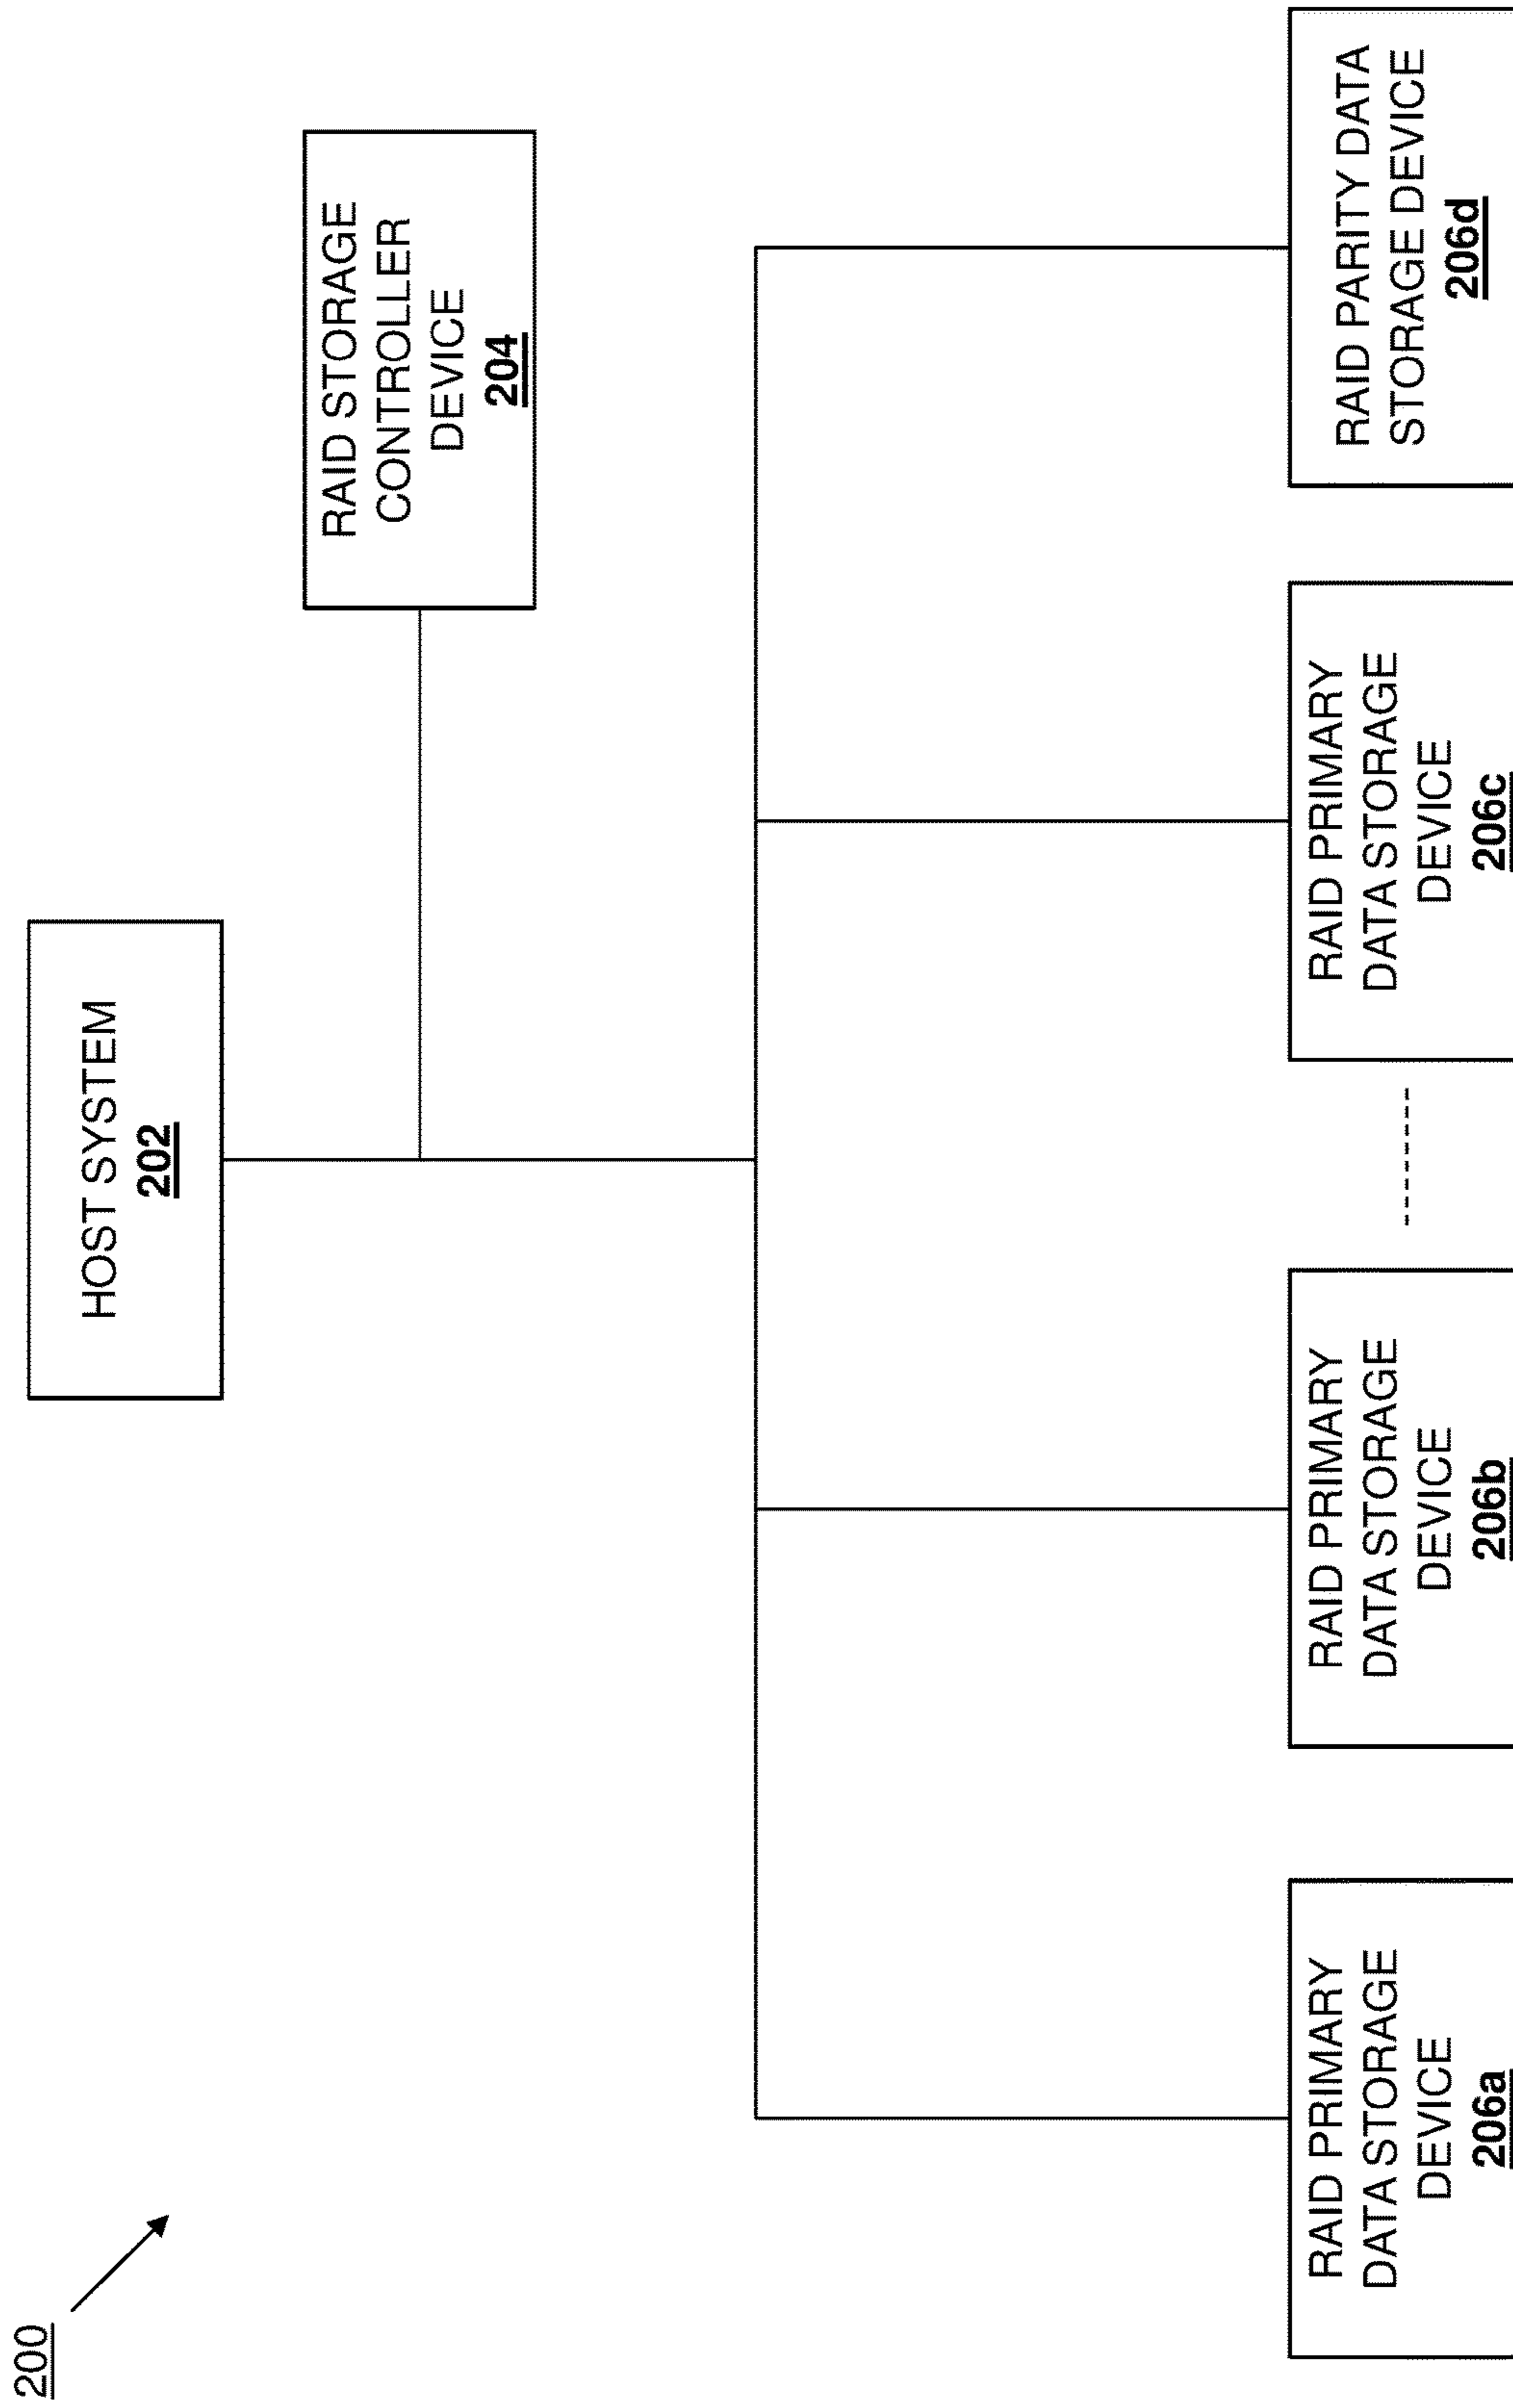 200
HOST SYSTEM
202
RAID STORAGE
CONTROLLER
DEVICE
204
RAID PRIMARY
DATA STORAGE
DEVICE
206a
RAID PRIMARY
DATA STORAGE
DEVICE
206b
RAID PRIMARY
DATA STORAGE
DEVICE
206c
RAID PARITY DATA
STORAGE DEVICE
206d